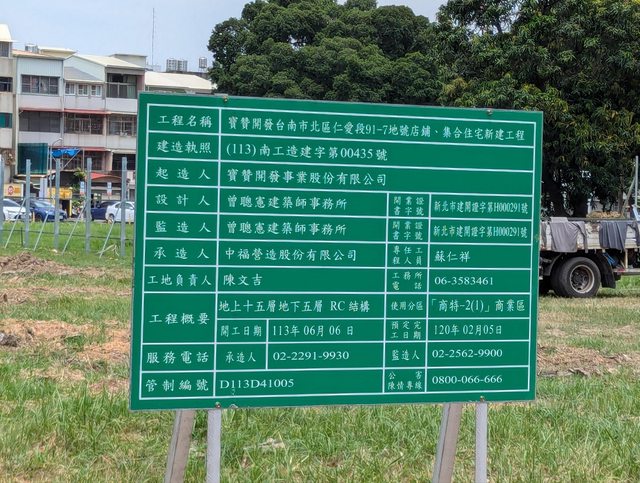 工程名稱 寶贊開發台南市北區仁愛段91-7地號店鋪、集合住宅新建工程
建造執照 (113)南工造建字第00435號
起造人 寶贊開發事業股份有限公司
設計人 曾聰憲建築師事務所 開業證書字號 新北市建開證字第H000291號
監造人 曾聰憲建築師事務所 開業證書字號 新北市建開證字第H000291號
承造人 中福營造股份有限公司 專任工程人員 蘇仁祥
工地負責人 陳文吉 工務所電話 06-3583461
工程概要 地上十五層地下五層 RC結構 使用分區 「商特-2(1)」商業區
開工日期 113年06月06日 預定完工日期 120年02月05日
服務電話 承造人 02-2291-9930 監造人 02-2562-9900
管制編號 D113D41005 公害陳情專線 0800-066-666